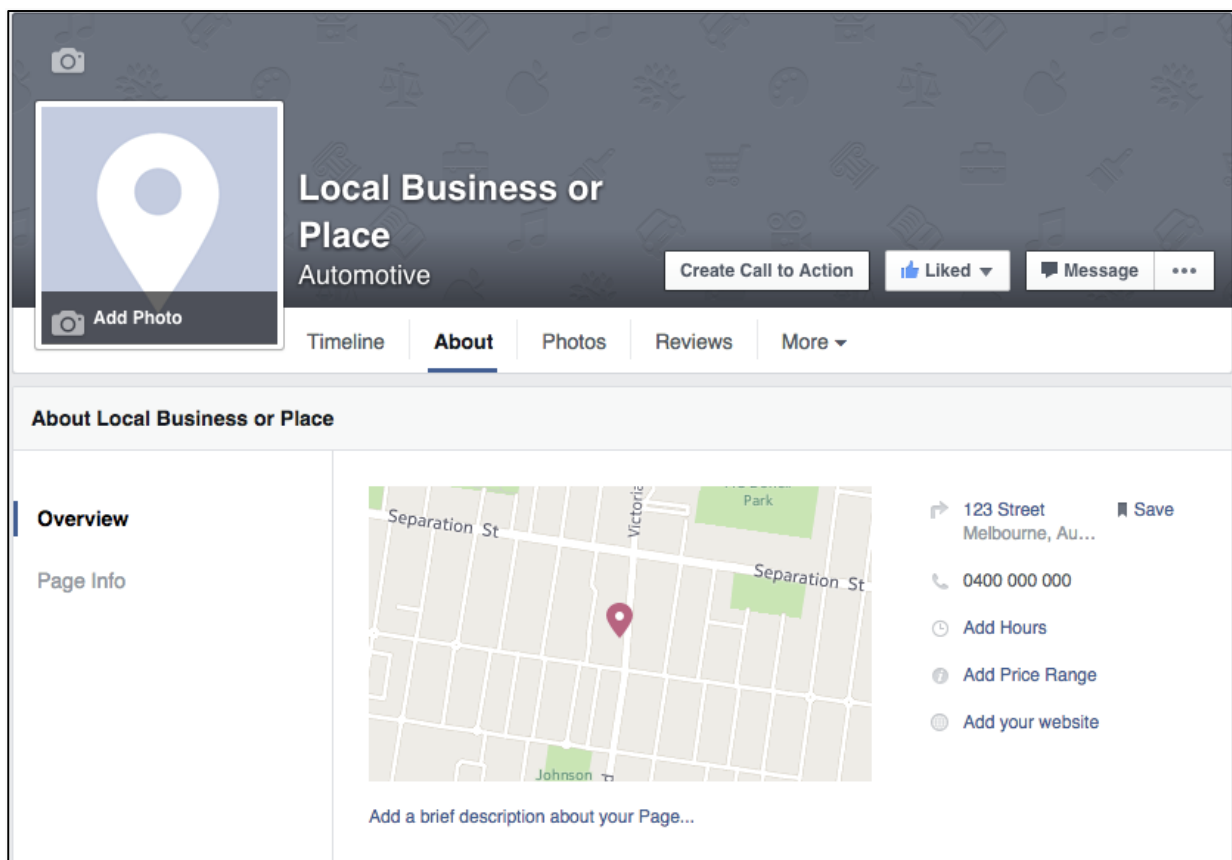 Local Business or
Place
Automotive
Create Call to Action
Liked
Message
Add Photo
Timeline
About
Photos
Reviews
More
About Local Business or Place
Overview
Page Info
Park
Separation St
Victoria
Separation St
Johnson
123 Street
Save
Melbourne, Au...
0400 000 000
Add Hours
Add Price Range
Add your website
Add a brief description about your Page...